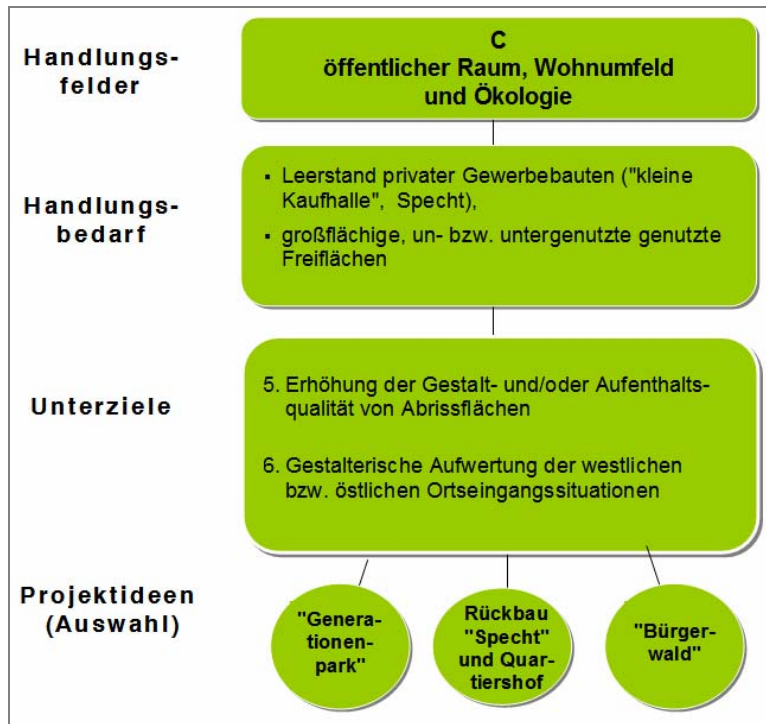 Handlungs-
felder
C
öffentlicher Raum, Wohnumfeld
und Ökologie
Handlungs-
bedarf
▪ Leerstand privater Gewerbebauten ("kleine
Kaufhalle", Specht),
▪ großflächige, un- bzw. untergenutzte genutzte
Freiflächen
Unterziele
5. Erhöhung der Gestalt- und/oder Aufenthalts-
qualität von Abrissflächen
6. Gestalterische Aufwertung der westlichen
bzw. östlichen Ortseingangssituationen
Projektideen
(Auswahl)
"Genera-
tionen-
park"
Rückbau
"Specht"
und Quar-
tiershof
"Bürger-
wald"